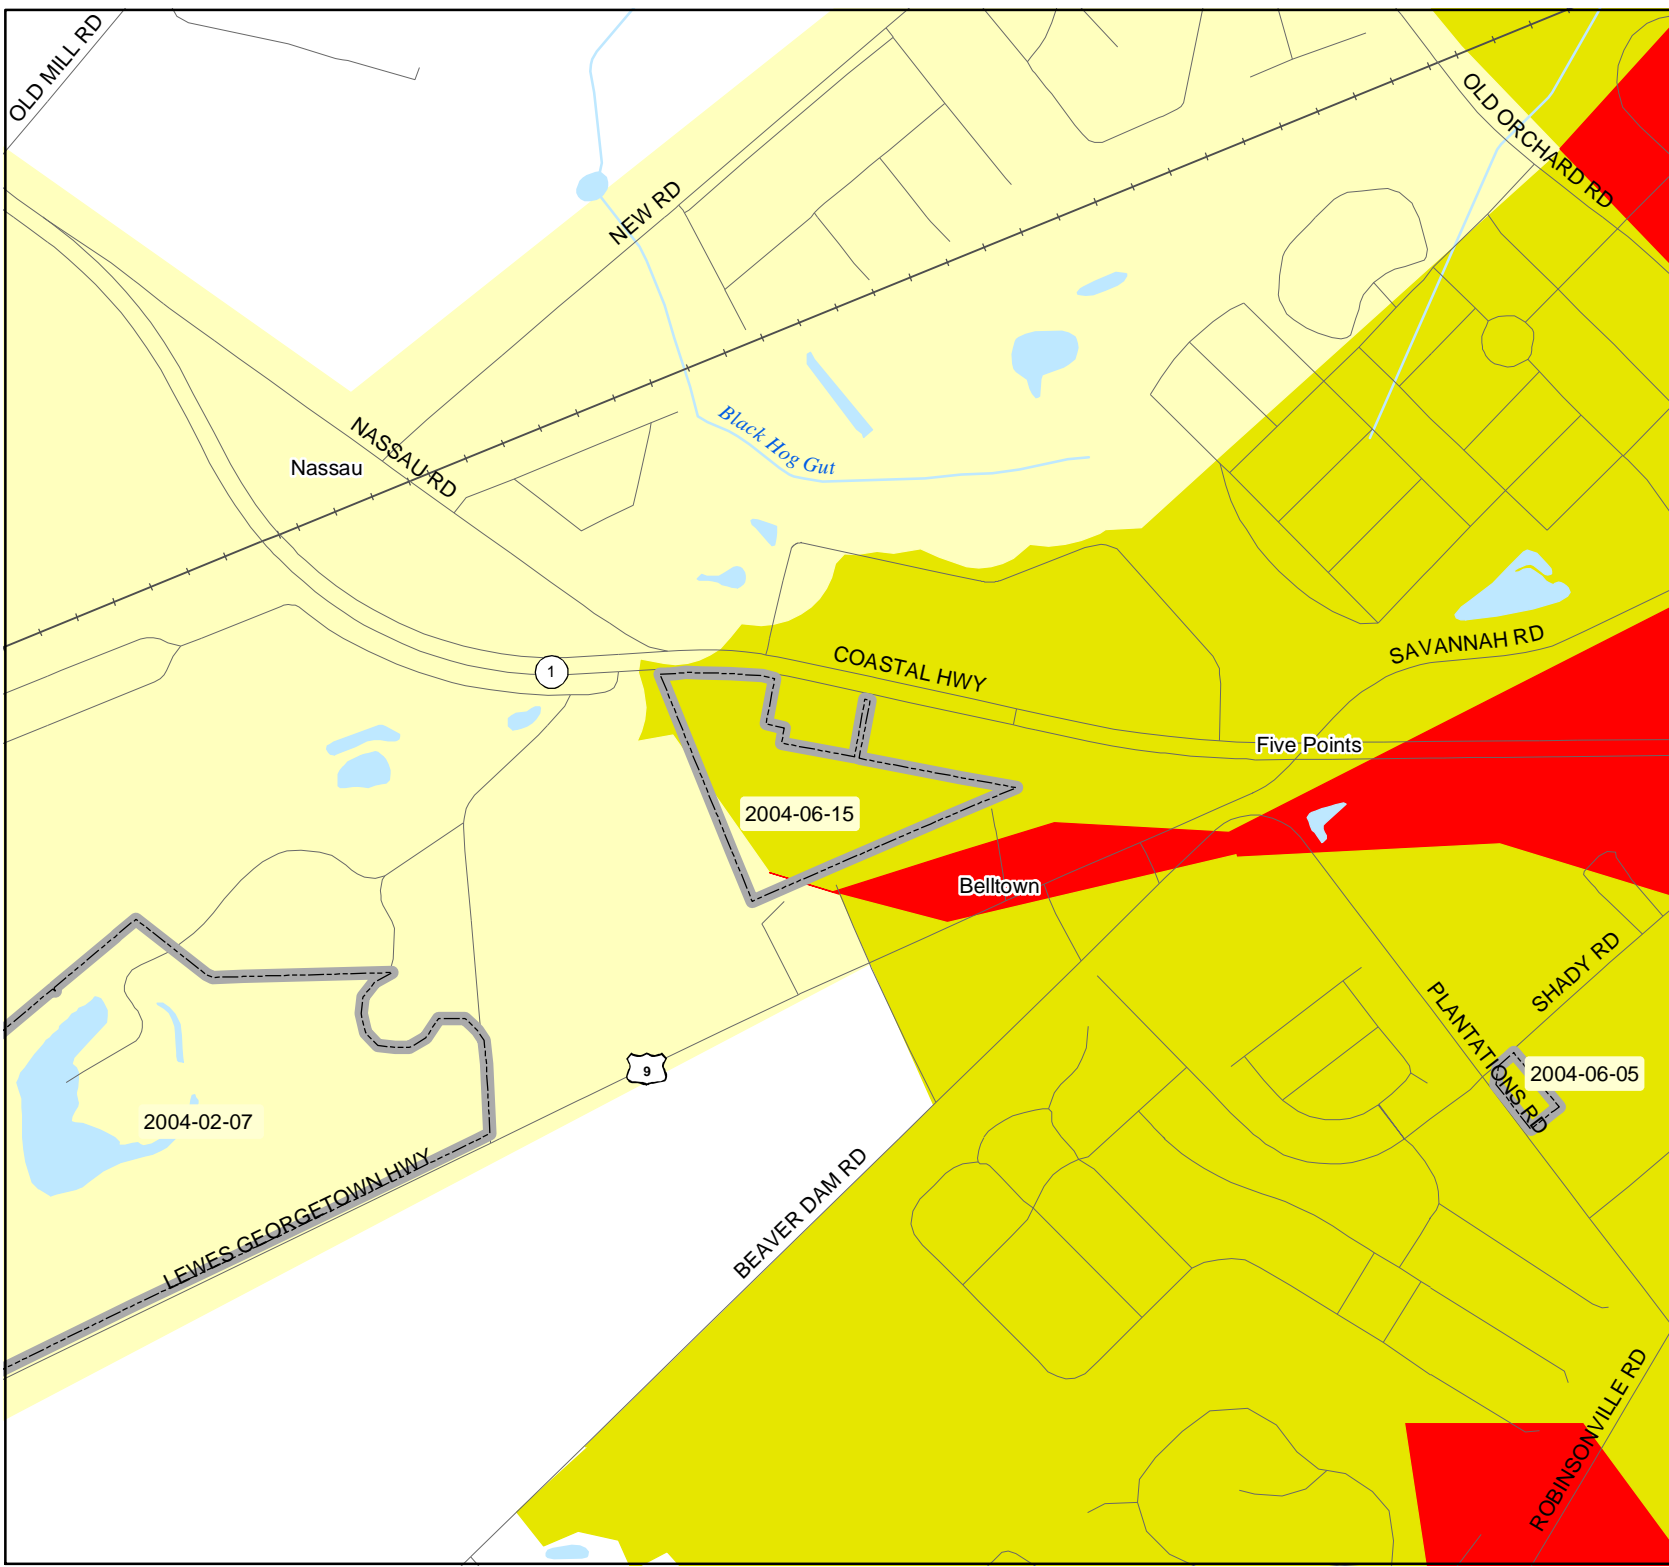 OLD MILL RD
OLD ORCHARD RD
NEW RD
NASSAU RD
Nassau
Black Hog Gut
SAVANNAH RD
COASTAL HWY
1
Five Points
2004-06-15
Belltown
SHADY RD
PLANTATIONS RD
9
2004-06-05
2004-02-07
LEWES GEORGETOWN HWY
BEAVER DAM RD
ROBINSONVILLE RD